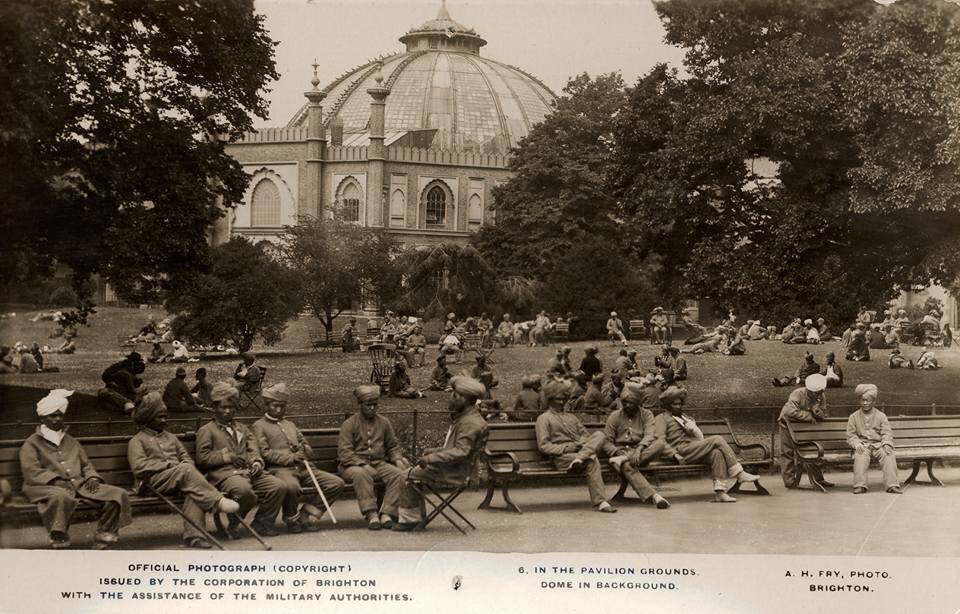 OFFICIAL PHOTOGRAPH (COPYRIGHT)
ISSUED BY THE CORPORATION OF BRIGHTON
WITH THE ASSISTANCE OF THE MILITARY AUTHORITIES.
6. IN THE PAVILION GROUNDS.
DOME IN BACKGROUND.
A. H. FRY, PHOTO.
BRIGHTON.